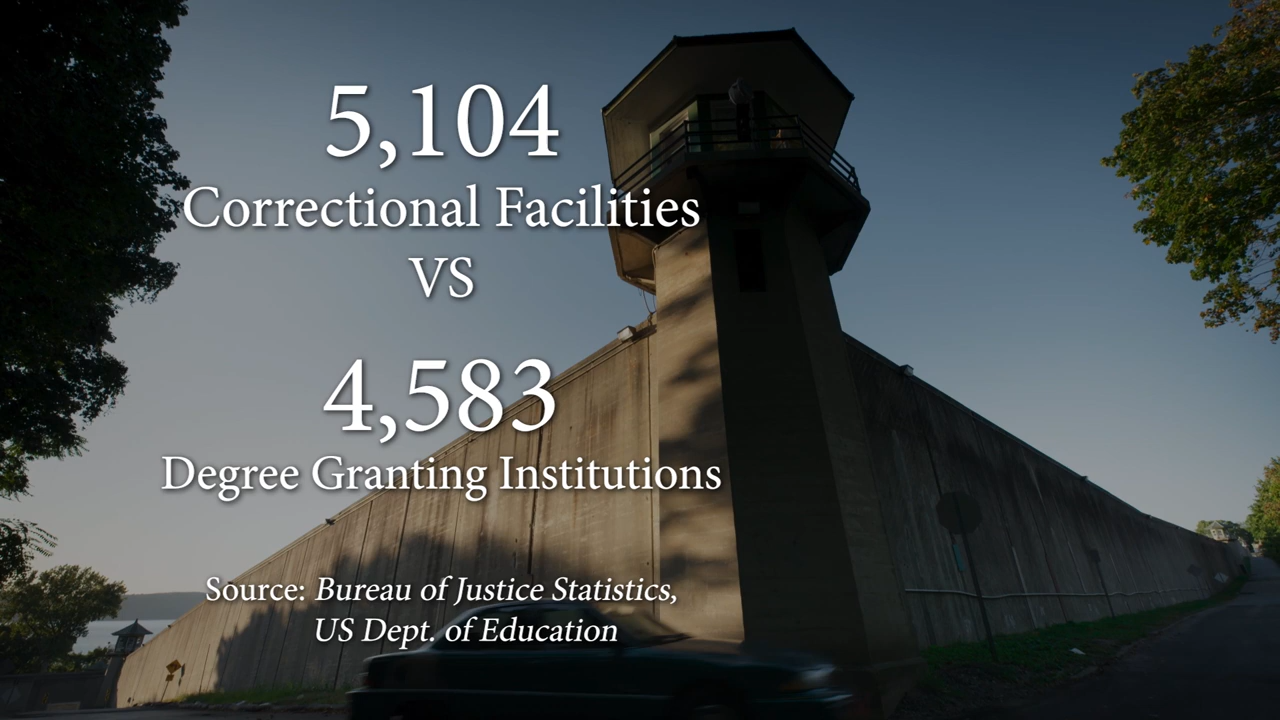 5,104
Correctional Facilities
VS
4,583
Degree Granting Institutions
Source: Bureau of Justice Statistics,
US Dept. of Education